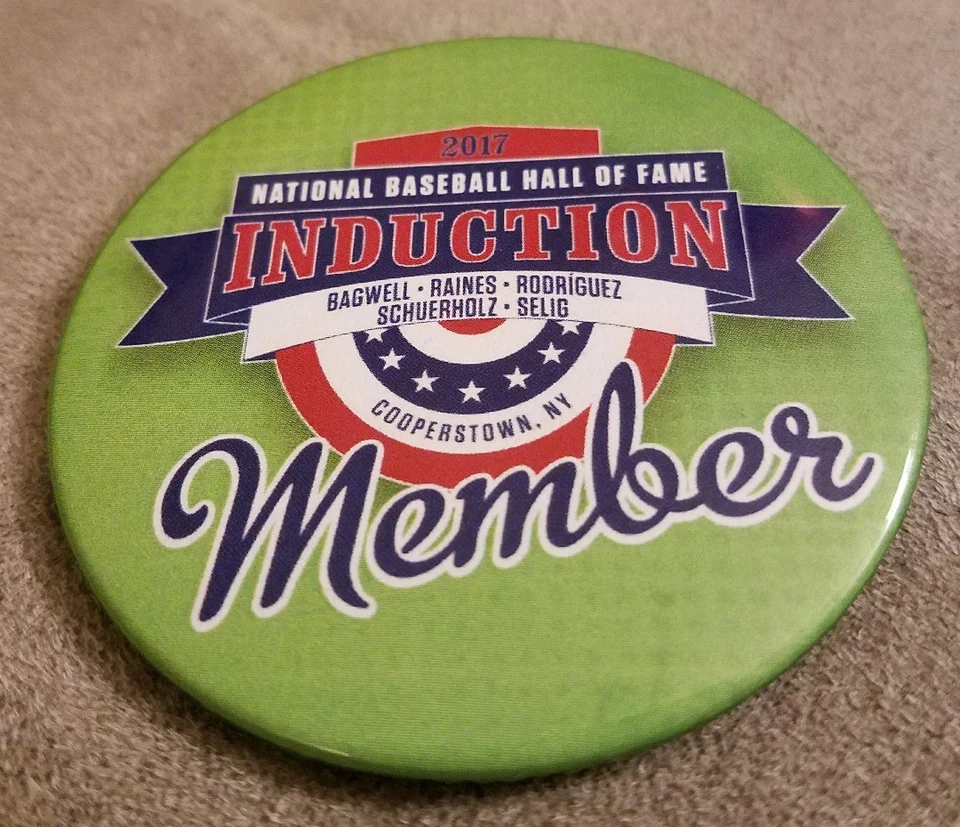 2017
NATIONAL BASEBALL HALL OF FAME
INDUCTION
BAGWELL · RAINES · RODRÍGUEZ
SCHUERHOLZ · SELIG
COOPERSTOWN, NY
Member